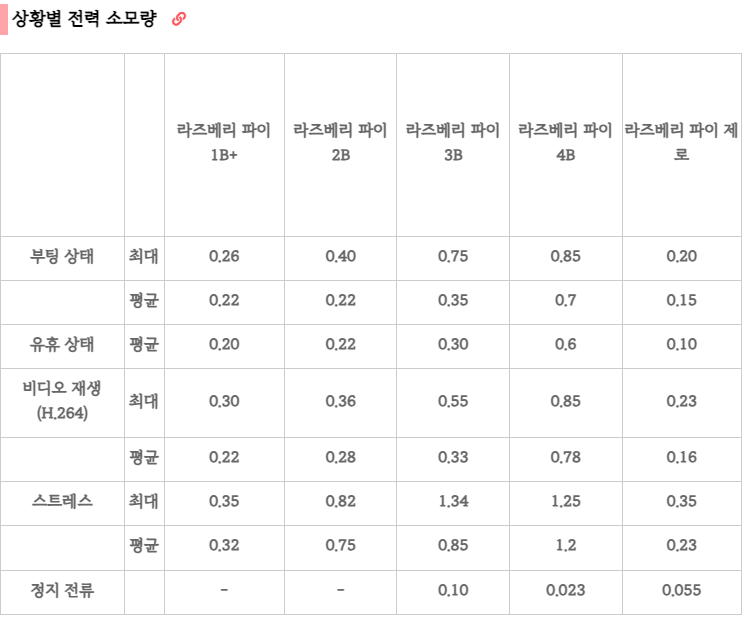 상황별 전력 소모량
라즈베리 파이 1B+ 라즈베리 파이 2B 라즈베리 파이 3B 라즈베리 파이 4B 라즈베리 파이 제로
부팅 상태 최대 0.26 0.40 0.75 0.85 0.20
평균 0.22 0.22 0.35 0.7 0.15
유휴 상태 평균 0.20 0.22 0.30 0.6 0.10
비디오 재생 (H.264) 최대 0.30 0.36 0.55 0.85 0.23
평균 0.22 0.28 0.33 0.78 0.16
스트레스 최대 0.35 0.82 1.34 1.25 0.35
평균 0.32 0.75 0.85 1.2 0.23
정지 전류 - - 0.10 0.023 0.055